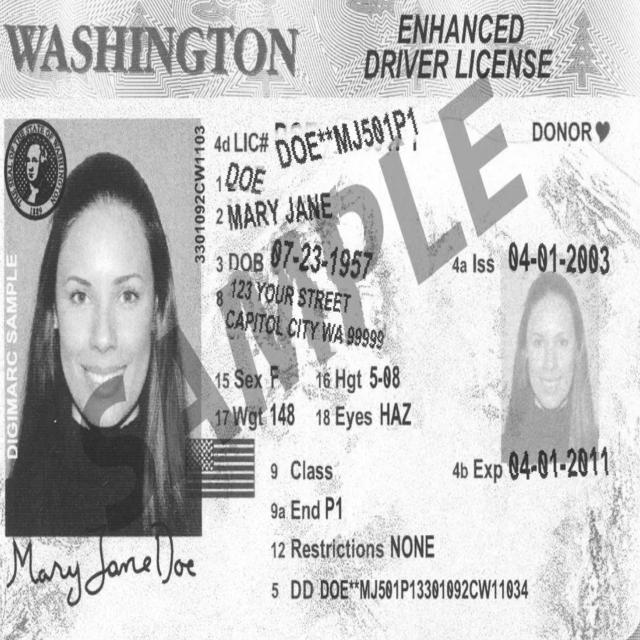 WASHINGTON
ENHANCED
DRIVER LICENSE
4d LIC# DOE**MJ501P1
DONOR
1 DOE
2 MARY JANE
3 DOB 07-23-1957
4a Iss 04-01-2003
8 123 YOUR STREET
CAPITOL CITY WA 99999
15 Sex F 16 Hgt 5-08
17 Wgt 148 18 Eyes HAZ
9 Class
4b Exp 04-01-2011
9a End P1
12 Restrictions NONE
5 DD DOE**MJ501P13301092CW11034
3301092CW1103
DIGIMARC SAMPLE
THE SEAL OF THE STATE OF WASHINGTON
1889
Mary Jane Doe
SAMPLE